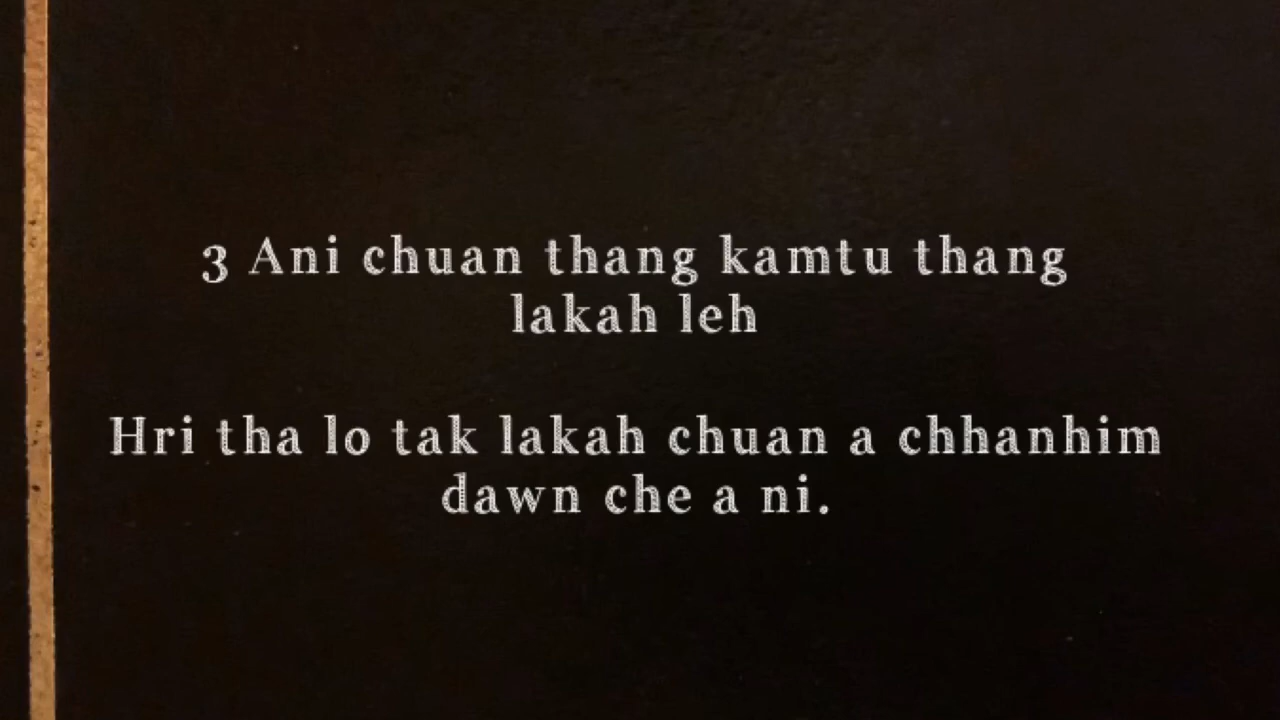 3 Ani chuan thang kamtu thang
lakah leh
Hri tha lo tak lakah chuan a chhanhim
dawn che a ni.